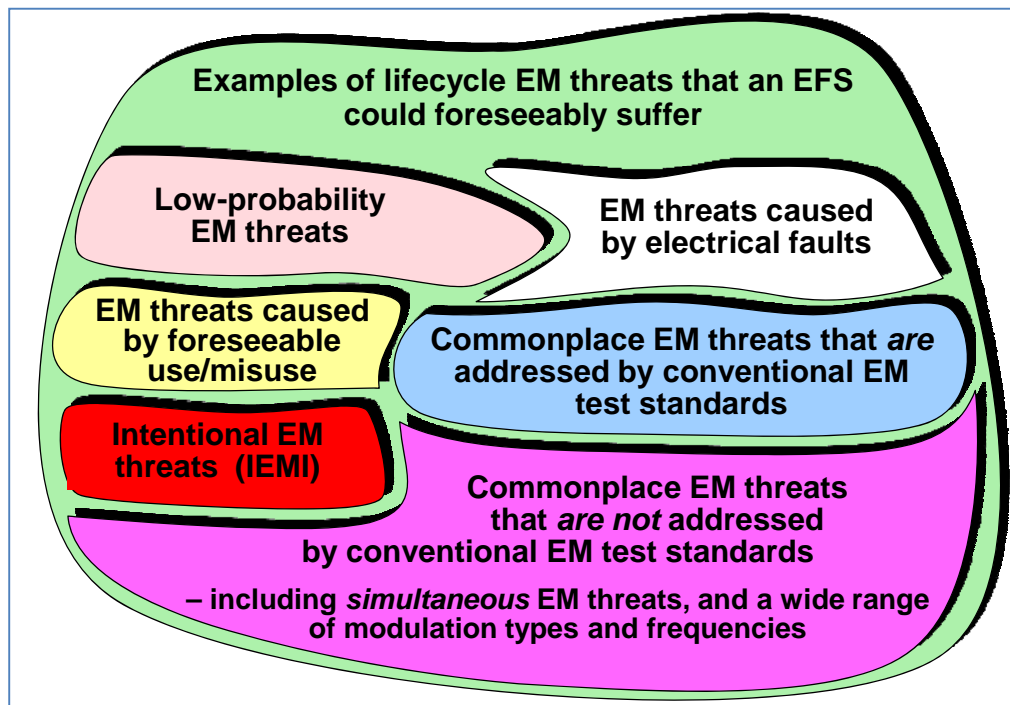 Examples of lifecycle EM threats that an EFS
could foreseeably suffer
Low-probability
EM threats
EM threats caused
by electrical faults
EM threats caused
by foreseeable
use/misuse
Commonplace EM threats that are
addressed by conventional EM
test standards
Intentional EM
threats (IEMI)
Commonplace EM threats
that are not addressed
by conventional EM test standards
– including simultaneous EM threats, and a wide range
of modulation types and frequencies